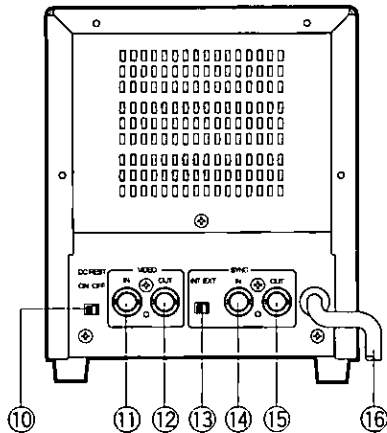 VIDEO SYNC
DC REST IN OUT INT EXT IN OUT
ON OFF
⑩ ⑪ ⑫ ⑬ ⑭ ⑮ ⑯